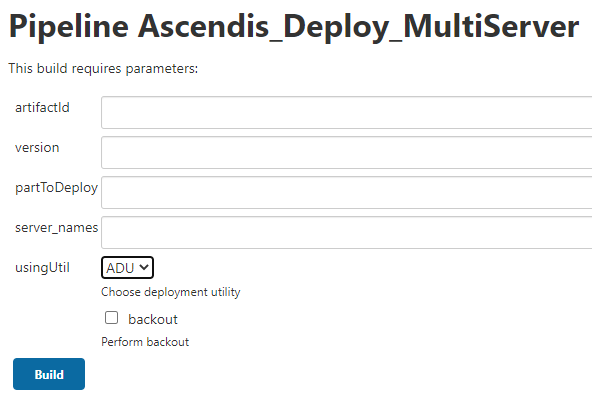 Pipeline Ascendis_Deploy_MultiServer
This build requires parameters:
artifactId
version
partToDeploy
server_names
usingUtil
ADU
Choose deployment utility
backout
Perform backout
Build